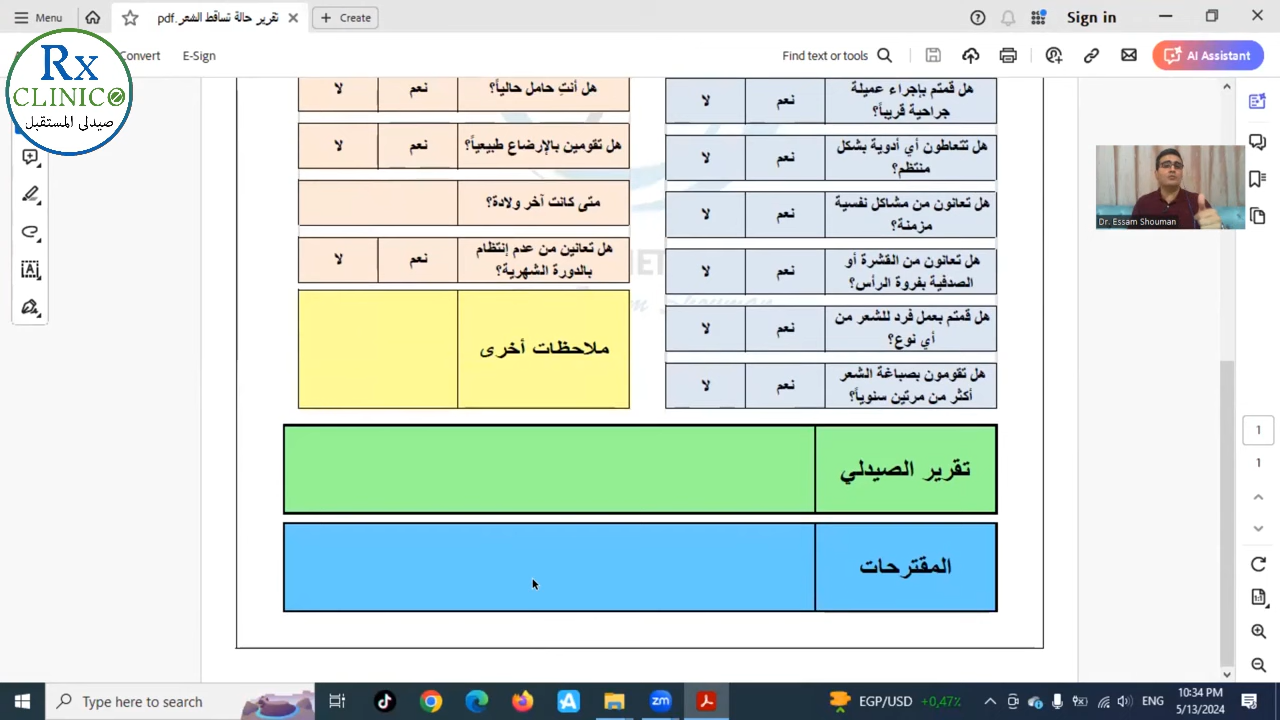 Menu
تقرير حالة تساقط الشعر.pdf
Create
Sign in
Rx
CLINICO
صيدلى المستقبل
Convert
E-Sign
Find text or tools
AI Assistant
هل قمتم بإجراء عميلة
جراحية قريباً؟
نعم
لا
هل تتعاطون أي أدوية بشكل
منتظم؟
نعم
لا
هل تعانون من مشاكل نفسية
مزمنة؟
نعم
لا
هل تعانون من القشرة أو
الصدفية بفروة الرأس؟
نعم
لا
هل قمتم بعمل فرد للشعر من
أي نوع؟
نعم
لا
هل تقومون بصباغة الشعر
أكثر من مرتين سنوياً؟
نعم
لا
هل أنتِ حامل حالياً؟
نعم
لا
هل تقومين بالإرضاع طبيعياً؟
نعم
لا
متى كانت آخر ولادة؟
هل تعانين من عدم إنتظام
بالدورة الشهرية؟
نعم
لا
ملاحظات أخرى
تقرير الصيدلي
المقترحات
Dr. Essam Shouman
1
1
Type here to search
zm
EGP/USD +0,47%
ENG
10:34 PM
5/13/2024